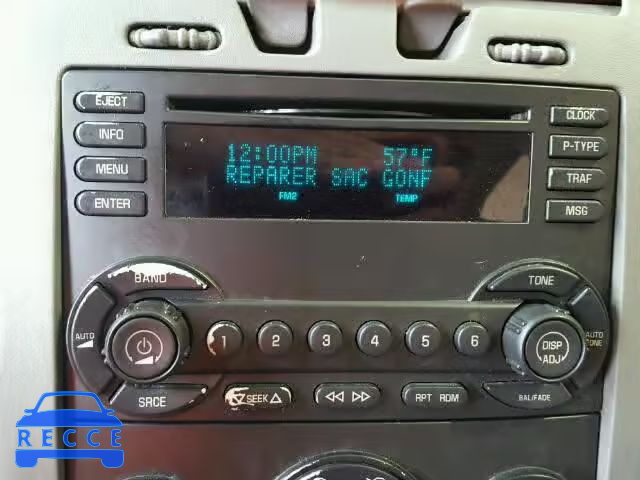 EJECT
CLOCK
INFO
12:00PM 57°F
P-TYPE
MENU
REPARER SAC GONF
TRAF
ENTER
FM2 TEMP
MSG
BAND
TONE
AUTO
1 2 3 4 5 6
DISP
ADJ
AUTO
TONE
SRCE
SEEK
RPT RDM
BAL/FADE
RECCE